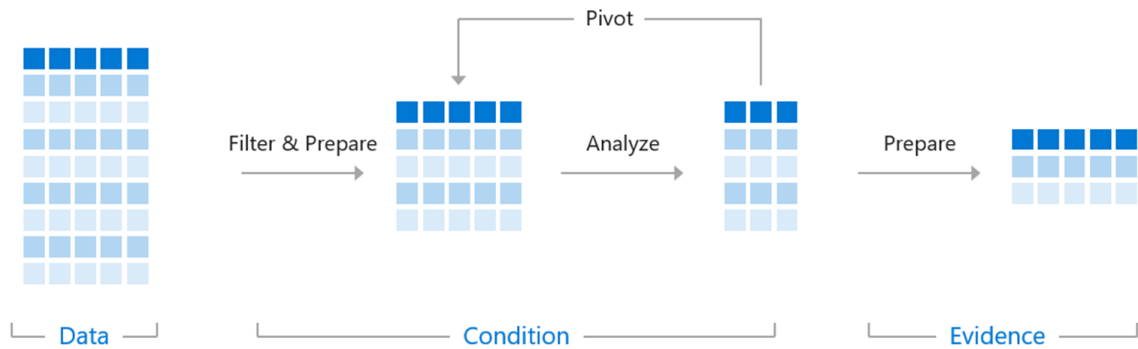 Pivot
Filter & Prepare
Analyze
Prepare
Data
Condition
Evidence